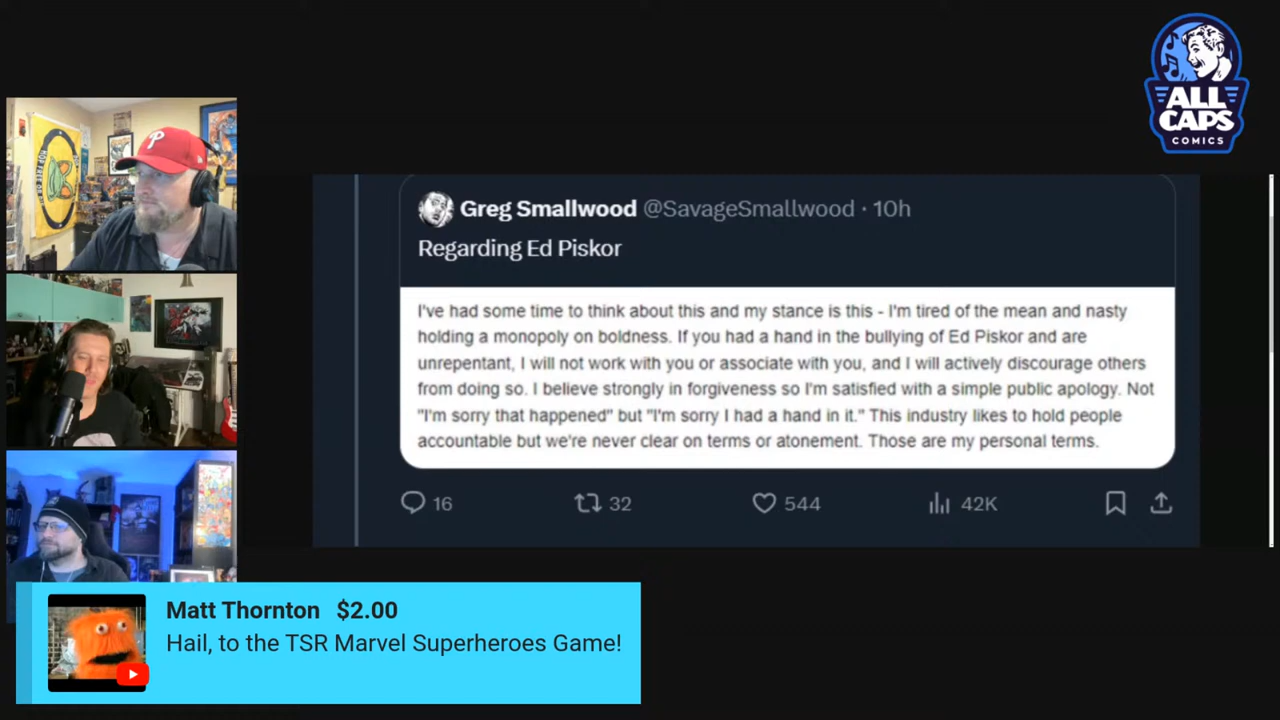 ALL
CAPS
COMICS
P
Greg Smallwood @SavageSmallwood · 10h
Regarding Ed Piskor
I've had some time to think about this and my stance is this - I'm tired of the mean and nasty
holding a monopoly on boldness. If you had a hand in the bullying of Ed Piskor and are
unrepentant, I will not work with you or associate with you, and I will actively discourage others
from doing so. I believe strongly in forgiveness so I'm satisfied with a simple public apology. Not
"I'm sorry that happened" but "I'm sorry I had a hand in it." This industry likes to hold people
accountable but we're never clear on terms or atonement. Those are my personal terms.
16 32 544 42K
Matt Thornton $2.00
Hail, to the TSR Marvel Superheroes Game!